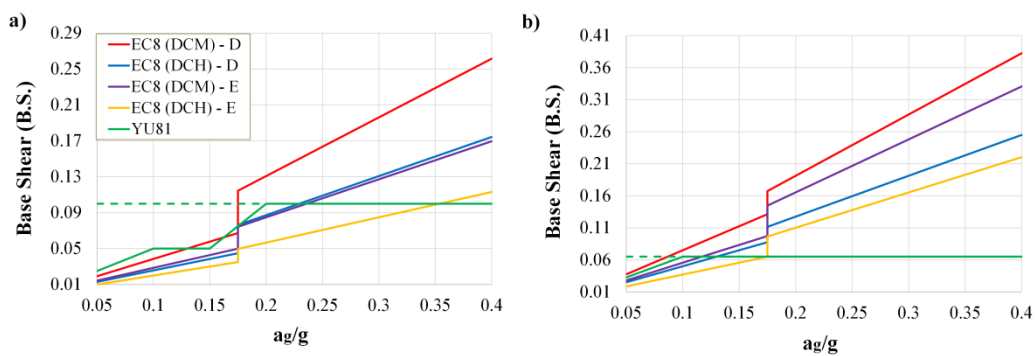 a)
Base Shear (B.S.)
0.29
0.25
0.21
0.17
0.13
0.09
0.05
0.01
EC8 (DCM) - D
EC8 (DCH) - D
EC8 (DCM) - E
EC8 (DCH) - E
YU81
0.05 0.1 0.15 0.2 0.25 0.3 0.35 0.4
ag/g
b)
Base Shear (B.S.)
0.41
0.36
0.31
0.26
0.21
0.16
0.11
0.06
0.01
0.05 0.1 0.15 0.2 0.25 0.3 0.35 0.4
ag/g